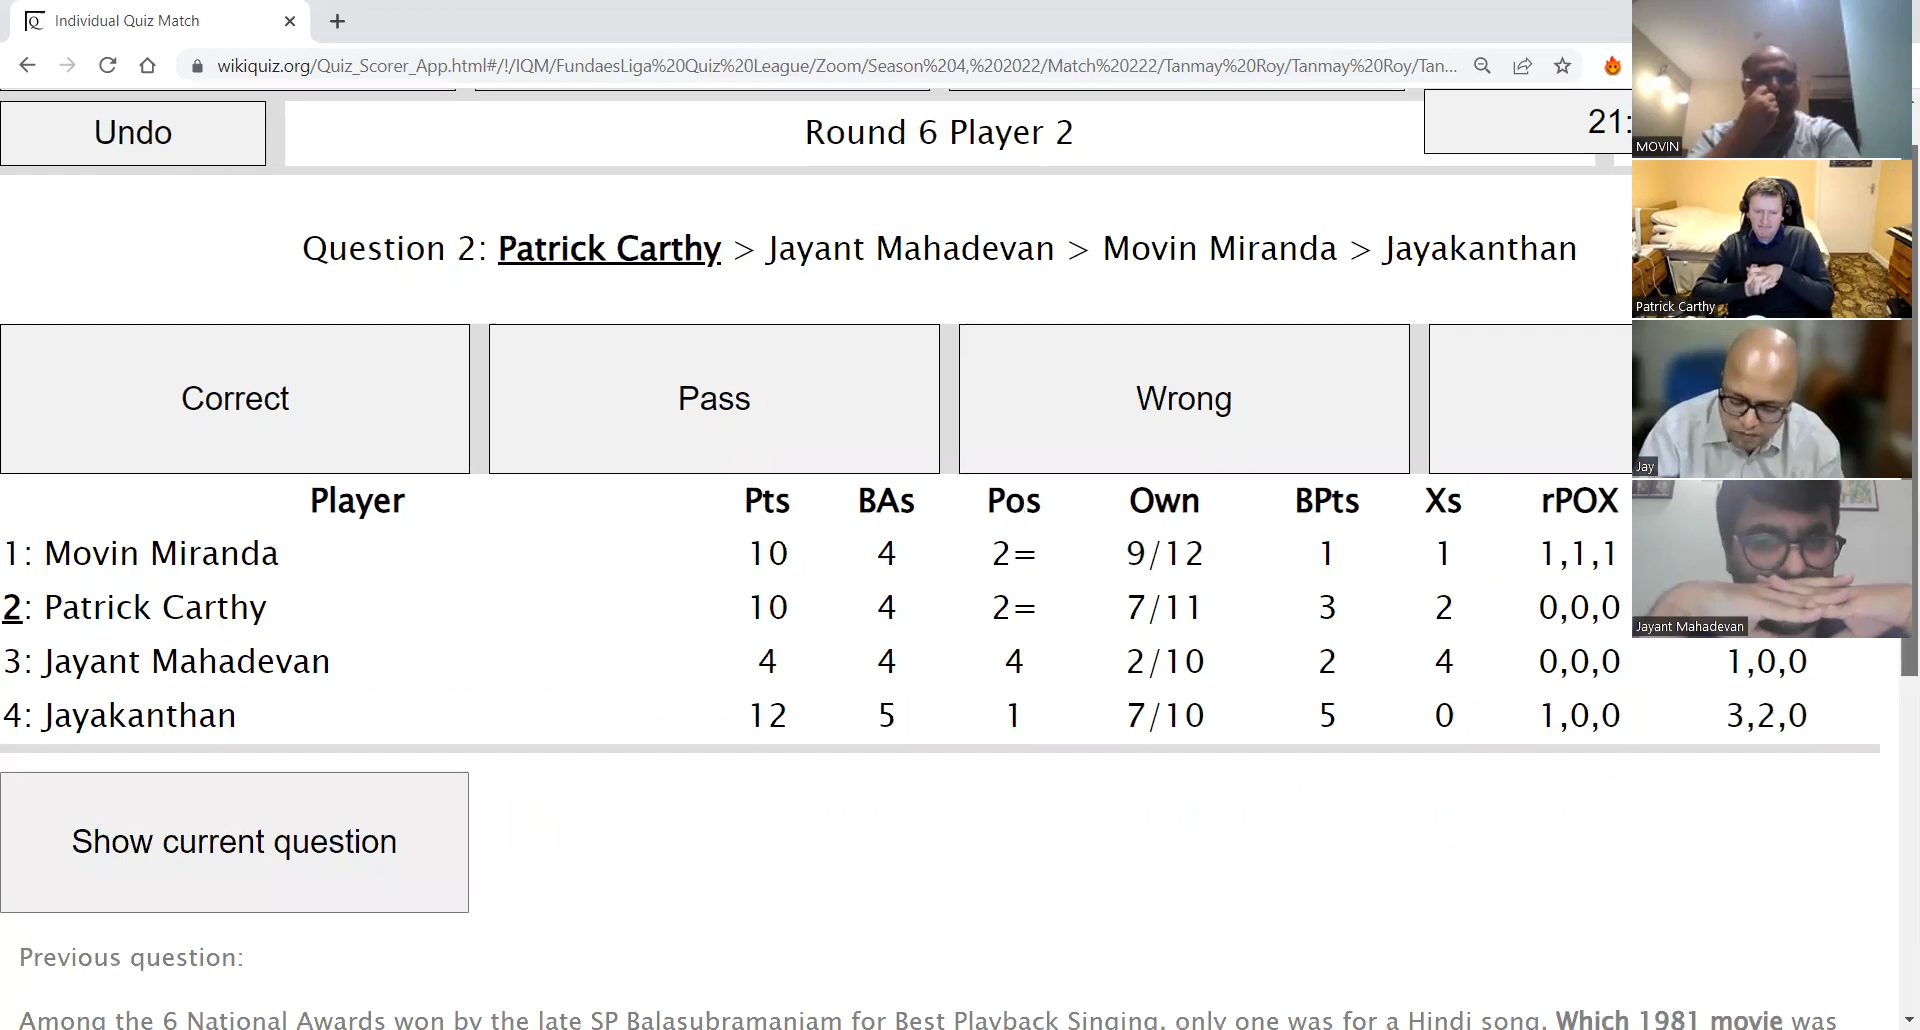 Individual Quiz Match
wikiquiz.org/Quiz_Scorer_App.html#/!/IQM/FundaesLiga%20Quiz%20League/Zoom/Season%204,%202022/Match%20222/Tanmay%20Roy/Tanmay%20Roy/Tan...
Undo
Round 6 Player 2
21:
MOVIN
Question 2: Patrick Carthy > Jayant Mahadevan > Movin Miranda > Jayakanthan
Patrick Carthy
Correct
Pass
Wrong
Jay
Player Pts BAs Pos Own BPts Xs rPOX
1: Movin Miranda 10 4 2= 9/12 1 1 1,1,1
2: Patrick Carthy 10 4 2= 7/11 3 2 0,0,0
Jayant Mahadevan
3: Jayant Mahadevan 4 4 4 2/10 2 4 0,0,0 1,0,0
4: Jayakanthan 12 5 1 7/10 5 0 1,0,0 3,2,0
Show current question
Previous question:
Among the 6 National Awards won by the late SP Balasubramaniam for Best Playback Singing, only one was for a Hindi song. Which 1981 movie was